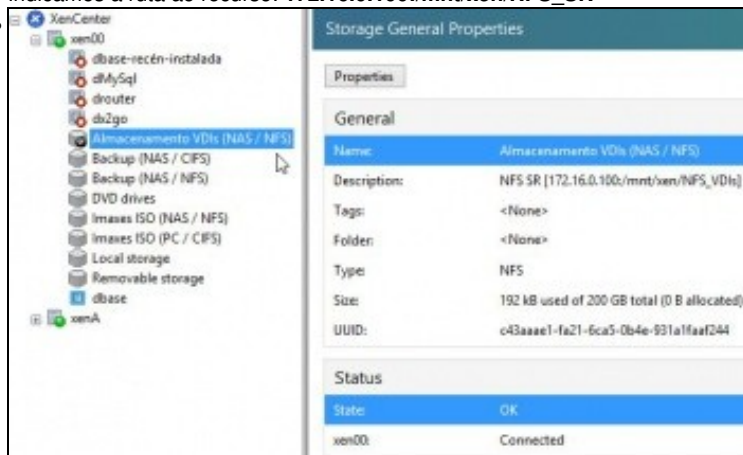 XenCenter
xen00
dbase-recén-instalada
dMySql
drouter
dx2go
Almacenamento VDIs (NAS / NFS)
Backup (NAS / CIFS)
Backup (NAS / NFS)
DVD drives
Imaxes ISO (NAS / NFS)
Imaxes ISO (PC / CIFS)
Local storage
Removable storage
dbase
xenA
Storage General Properties
Properties
General
Name: Almacenamento VDIs (NAS / NFS)
Description: NFS SR [172.16.0.100:/mnt/xen/NFS_VDIs]
Tags: <None>
Folder: <None>
Type: NFS
Size: 192 kB used of 200 GB total (0 B allocated)
UUID: c43aaae1-fa21-6ca5-0b4e-931a1faaf244
Status
State: OK
xen00: Connected